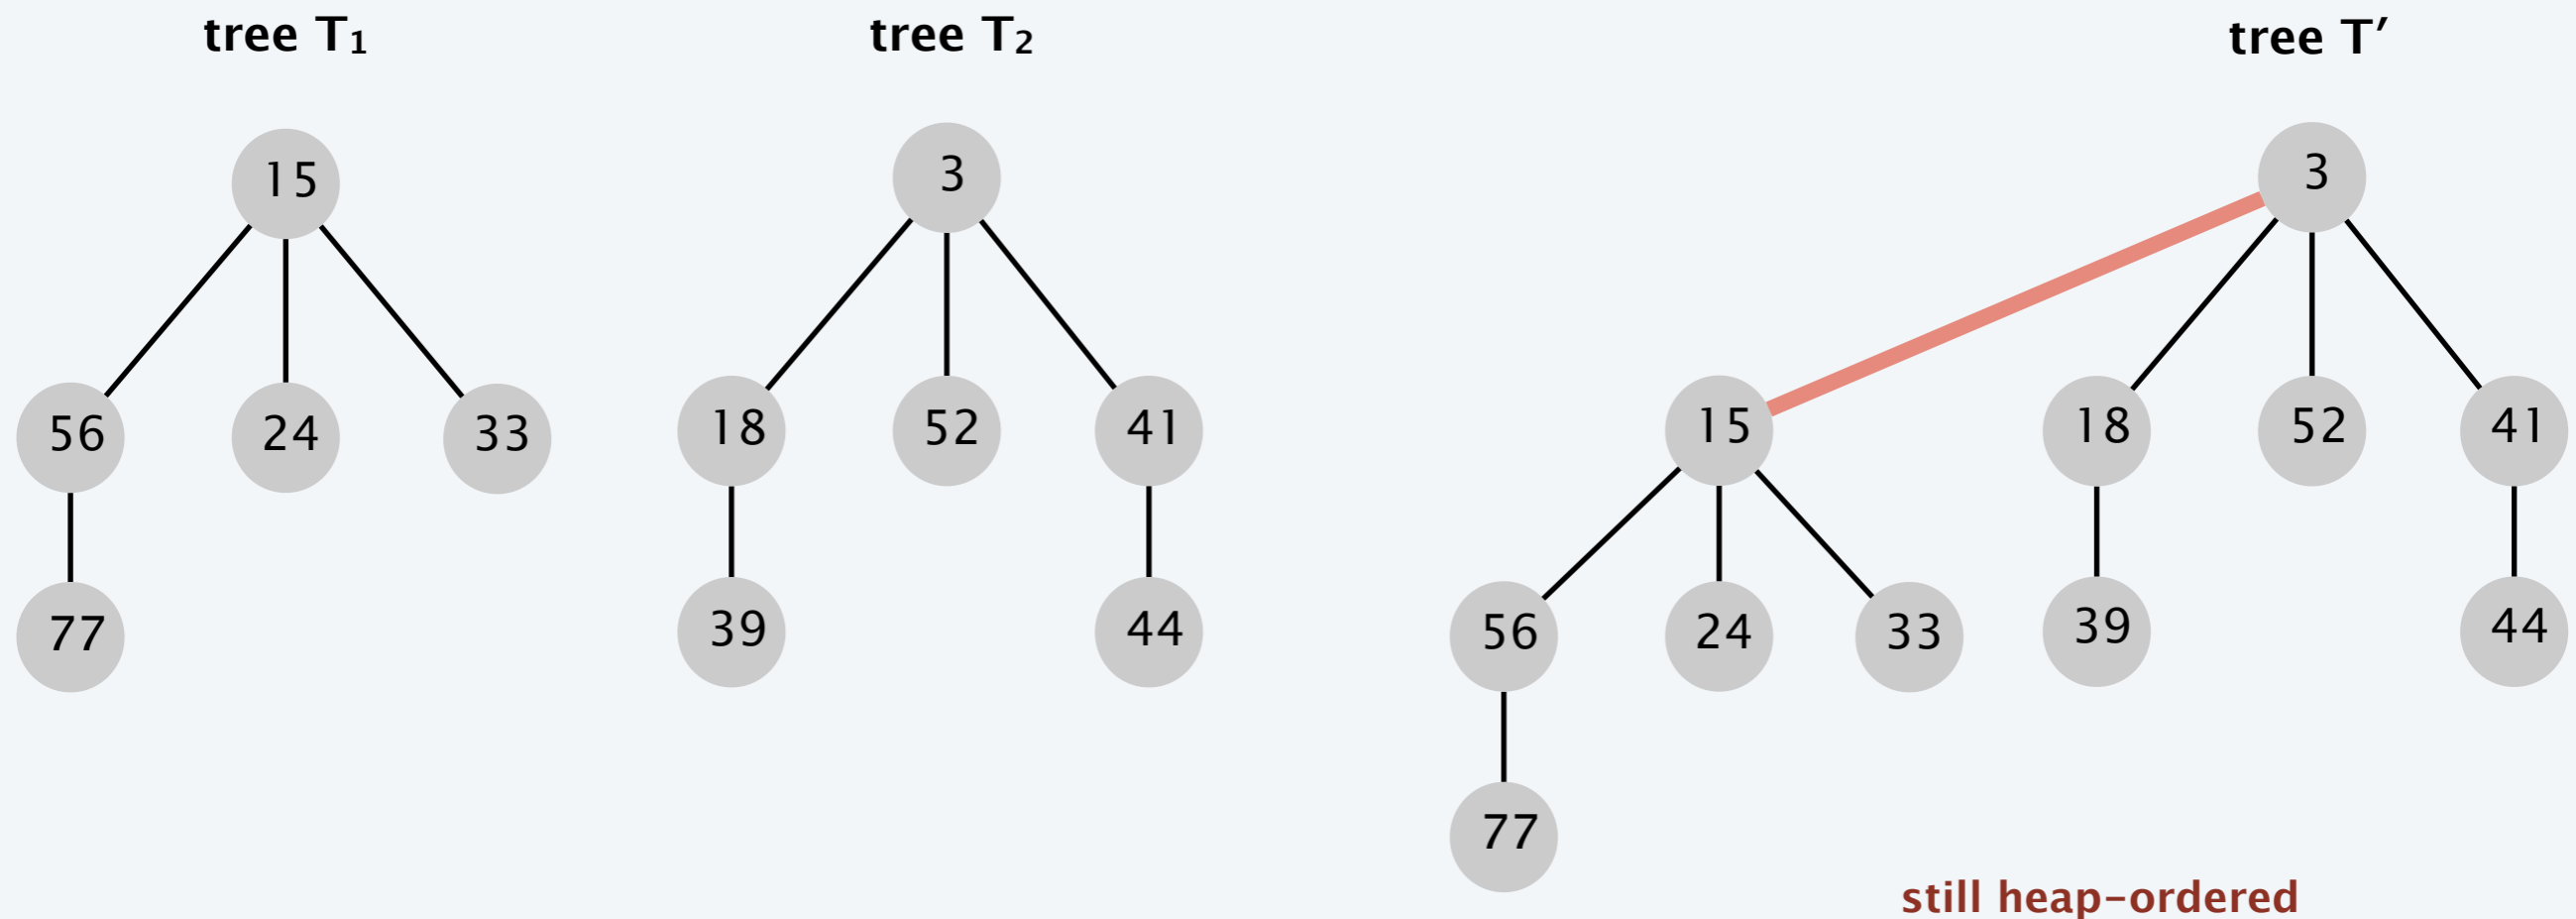 tree T₁ tree T₂ tree T′
15 3 3
56 24 33 18 52 41 15 18 52 41
77 39 44 56 24 33 39 44
77
still heap-ordered